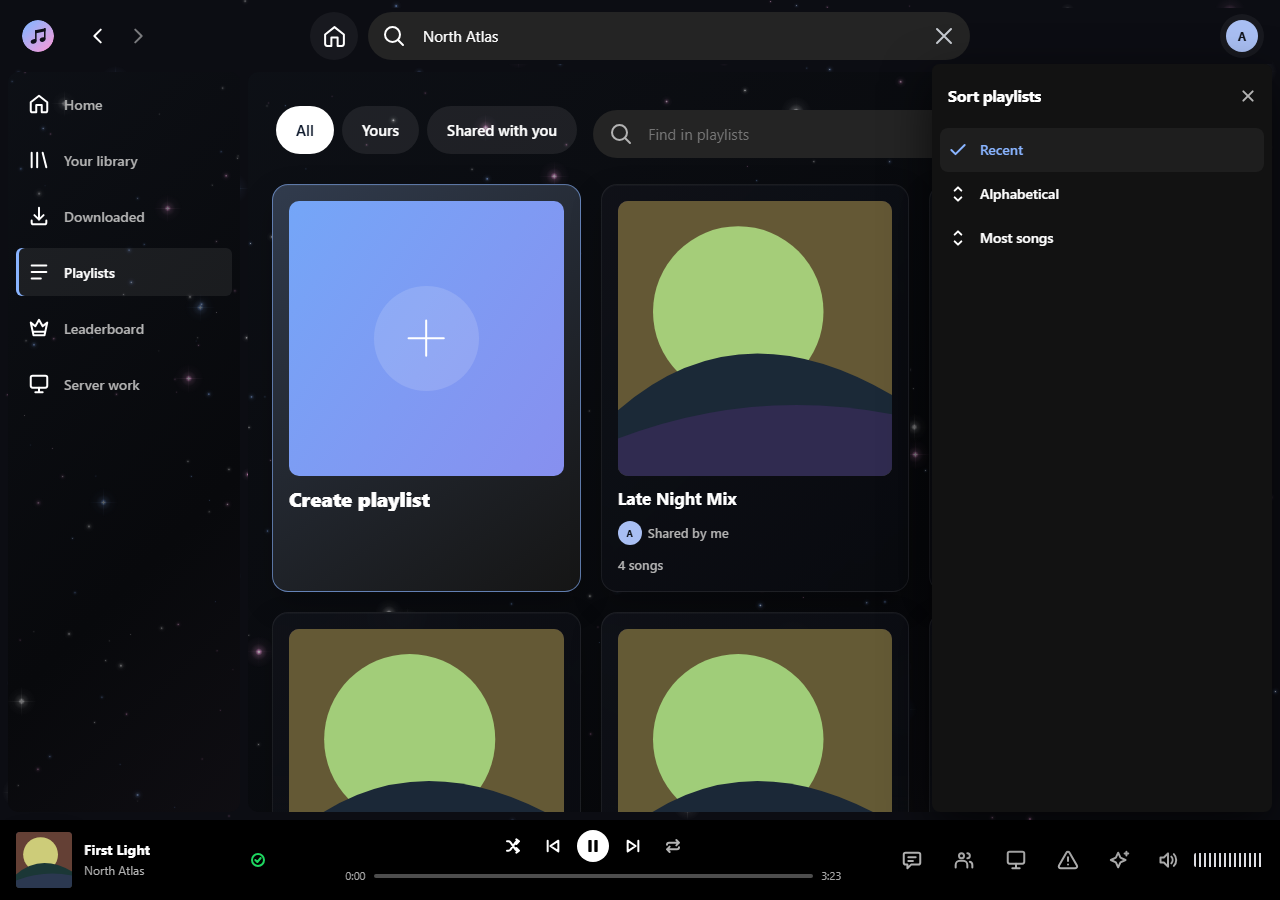 North Atlas
A
Home
Your library
Downloaded
Playlists
Leaderboard
Server work
All
Yours
Shared with you
Find in playlists
Create playlist
Late Night Mix
A
Shared by me
4 songs
Sort playlists
Recent
Alphabetical
Most songs
First Light
North Atlas
0:00
3:23